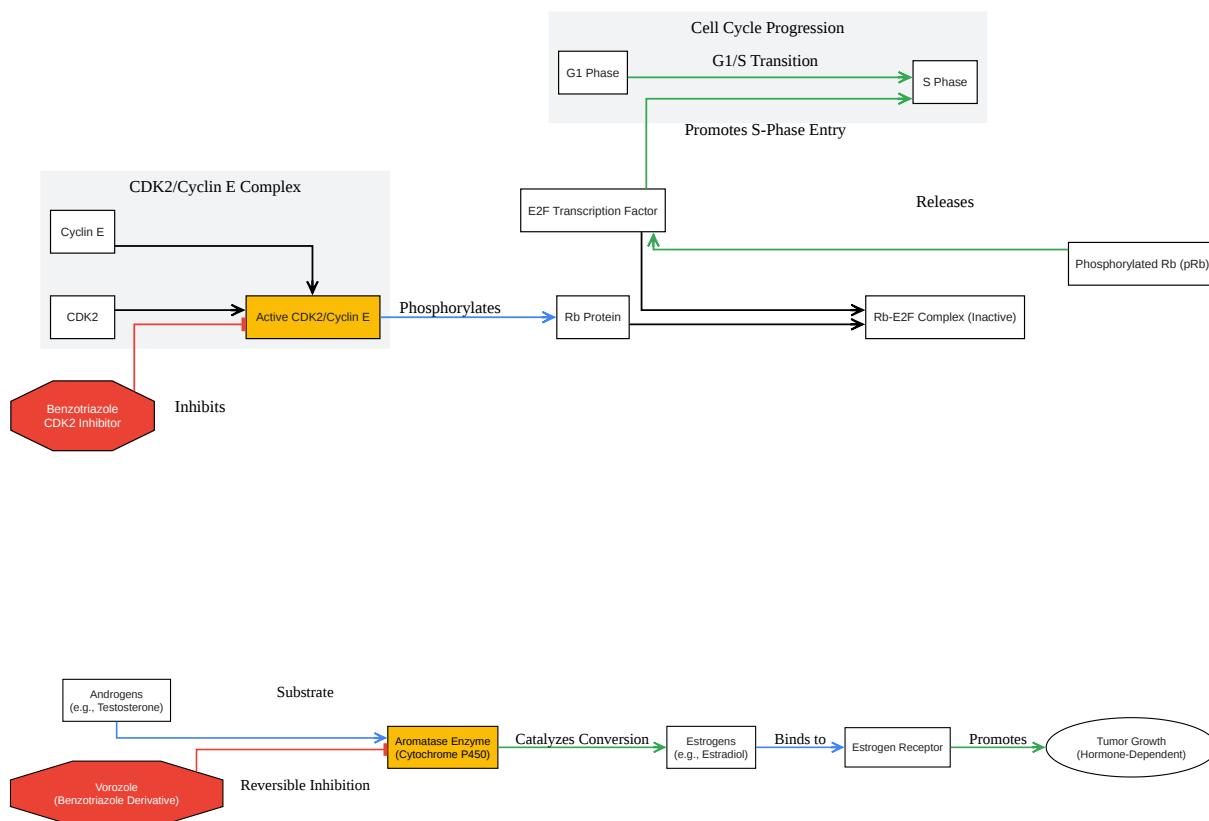 Cell Cycle Progression
G1/S Transition
G1 Phase
S Phase
Promotes S-Phase Entry
CDK2/Cyclin E Complex
Cyclin E
E2F Transcription Factor
Releases
Phosphorylated Rb (pRb)
CDK2
Active CDK2/Cyclin E
Phosphorylates
Rb Protein
Rb-E2F Complex (Inactive)
Benzotriazole
CDK2 Inhibitor
Inhibits
Androgens
(e.g., Testosterone)
Substrate
Aromatase Enzyme
(Cytochrome P450)
Catalyzes Conversion
Estrogens
(e.g., Estradiol)
Binds to
Estrogen Receptor
Promotes
Tumor Growth
(Hormone-Dependent)
Vorozole
(Benzotriazole Derivative)
Reversible Inhibition